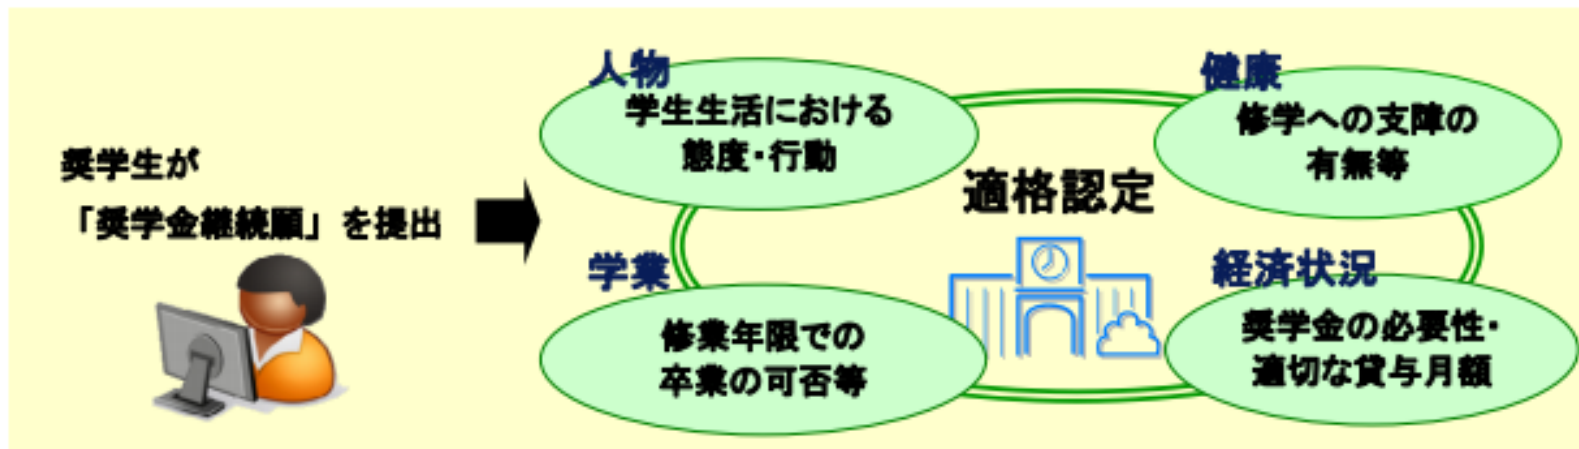 奨学生が
「奨学金継続願」を提出
人物
学生生活における
態度・行動
健康
修学への支障の
有無等
適格認定
学業
修業年限での
卒業の可否等
経済状況
奨学金の必要性・
適切な貸与月額